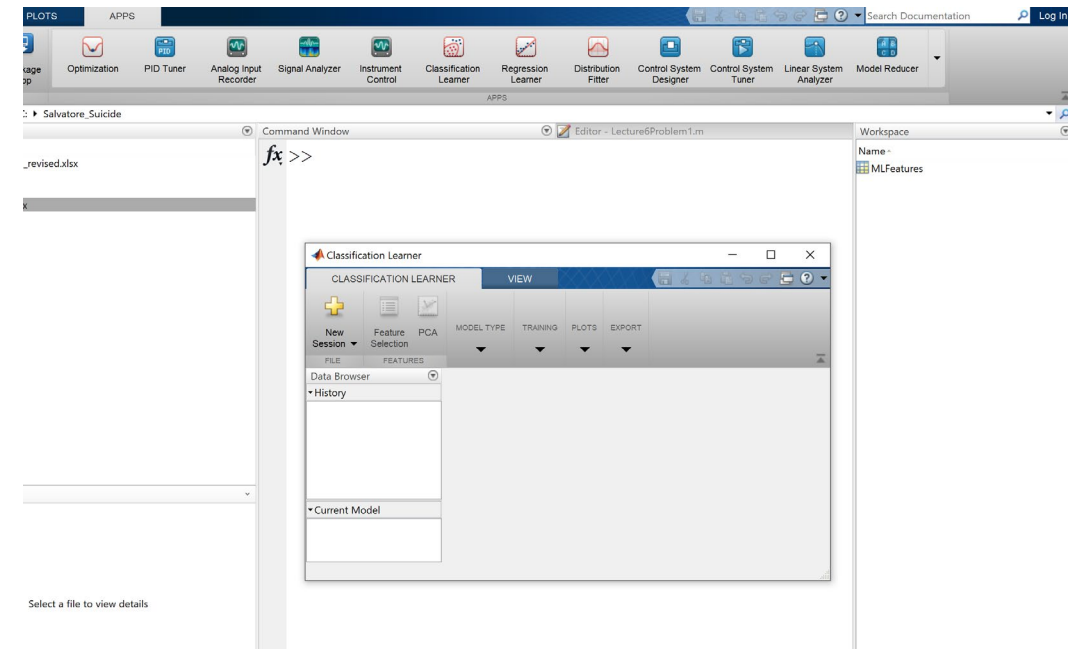 PLOTS APPS
Search Documentation Log In
Optimization PID Tuner Analog Input Recorder Signal Analyzer Instrument Control Classification Learner Regression Learner Distribution Fitter Control System Designer Control System Tuner Linear System Analyzer Model Reducer
APPS
Salvatore_Suicide
Command Window
Editor - Lecture6Problem1.m
Workspace
_revised.xlsx
fx >>
Name
MLFeatures
x
Classification Learner
CLASSIFICATION LEARNER VIEW
New Session
Feature Selection
PCA
MODEL TYPE
TRAINING
PLOTS
EXPORT
FILE
FEATURES
Data Browser
History
Current Model
Select a file to view details